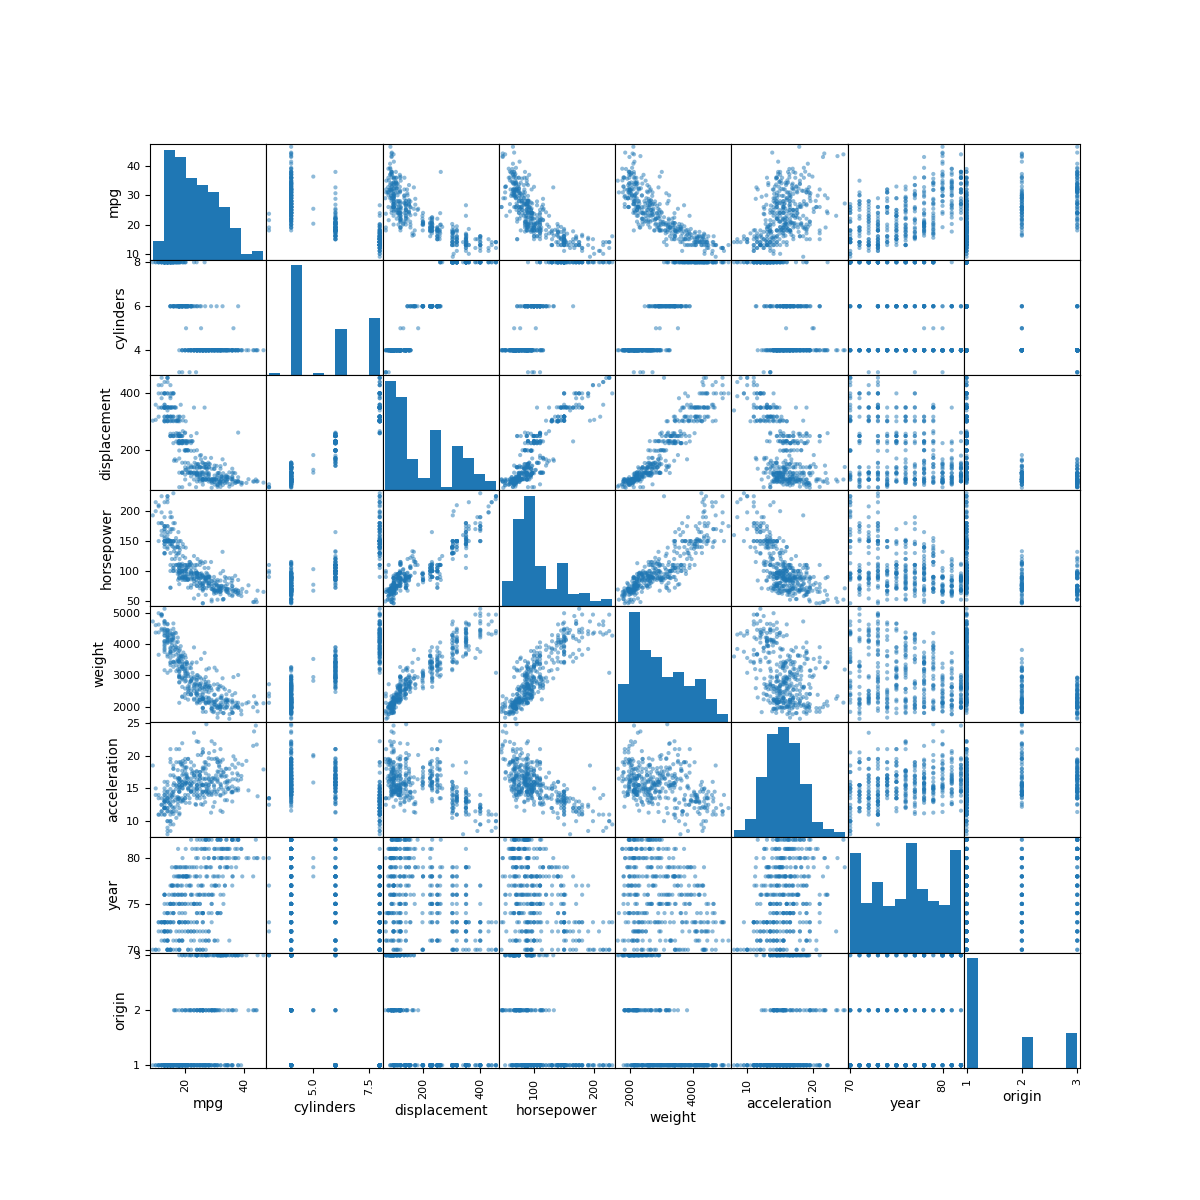 mpg
40
30
20
10
cylinders
8
6
4
displacement
400
200
horsepower
200
150
100
50
weight
5000
4000
3000
2000
acceleration
25
20
15
10
year
80
75
70
origin
3
2
1
20 40 5.0 7.5 200 400 100 200 2000 4000 10 20 70 80 1 2 3
mpg cylinders displacement horsepower weight acceleration year origin